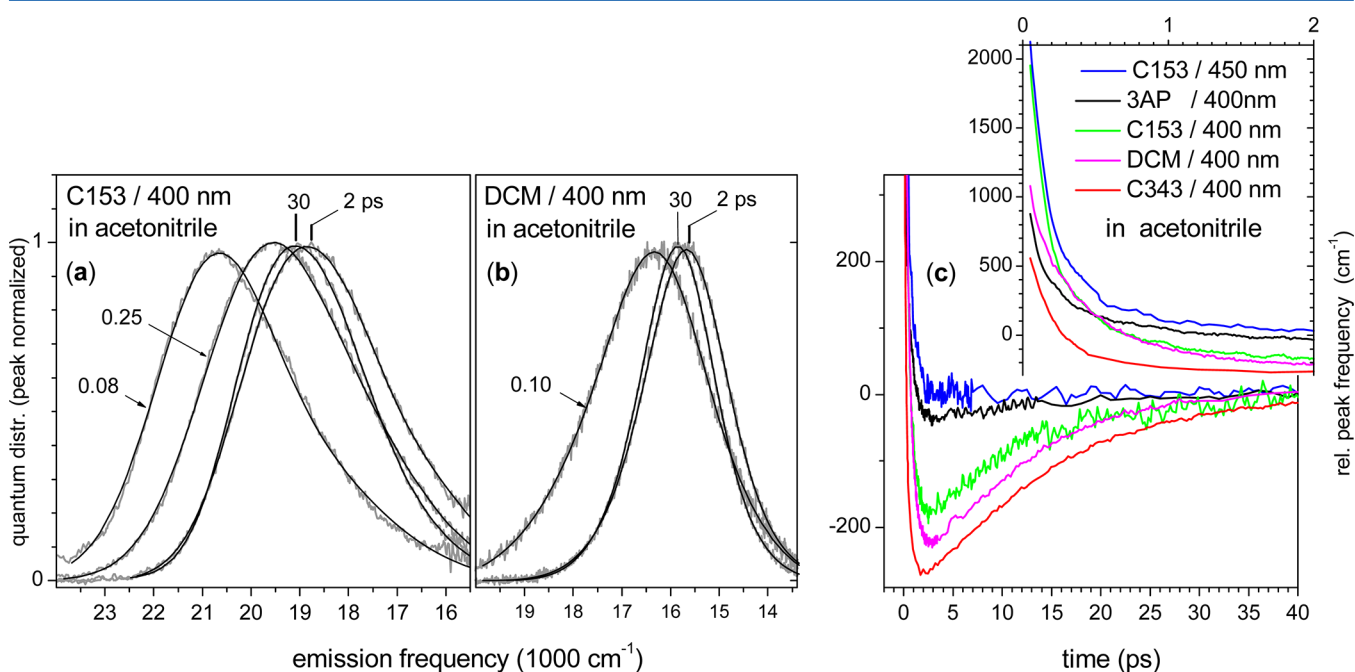 C153 / 400 nm
in acetonitrile
(a)
30
2 ps
0.25
0.08
1
0
quantum distr. (peak normalized)
23 22 21 20 19 18 17 16
DCM / 400 nm
in acetonitrile
(b)
30
2 ps
0.10
19 18 17 16 15 14
emission frequency (1000 cm-1)
0 1 2
2000
1500
1000
500
0
C153 / 450 nm
3AP / 400nm
C153 / 400 nm
DCM / 400 nm
C343 / 400 nm
in acetonitrile
(c)
200
0
-200
0 5 10 15 20 25 30 35 40
time (ps)
rel. peak frequency (cm-1)